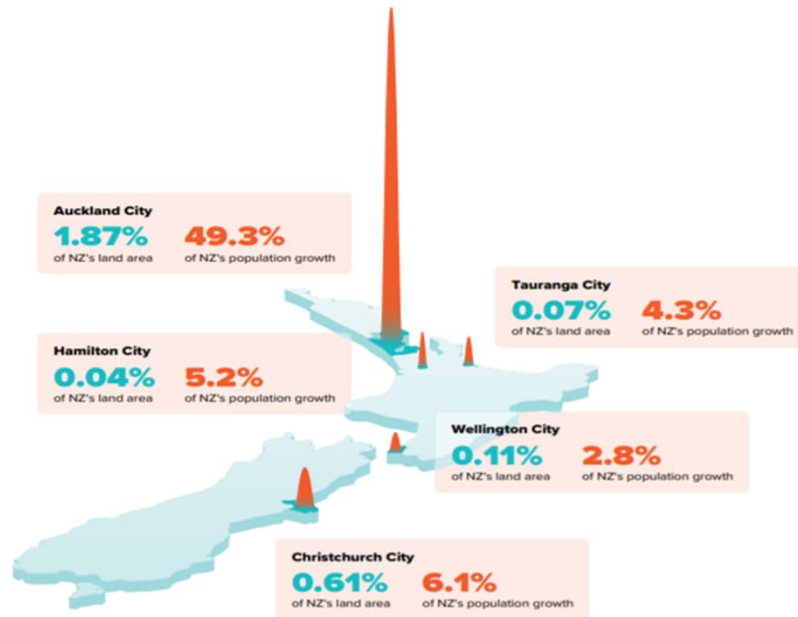 Auckland City
1.87% 49.3%
of NZ's land area of NZ's population growth
Tauranga City
0.07% 4.3%
of NZ's land area of NZ's population growth
Hamilton City
0.04% 5.2%
of NZ's land area of NZ's population growth
Wellington City
0.11% 2.8%
of NZ's land area of NZ's population growth
Christchurch City
0.61% 6.1%
of NZ's land area of NZ's population growth